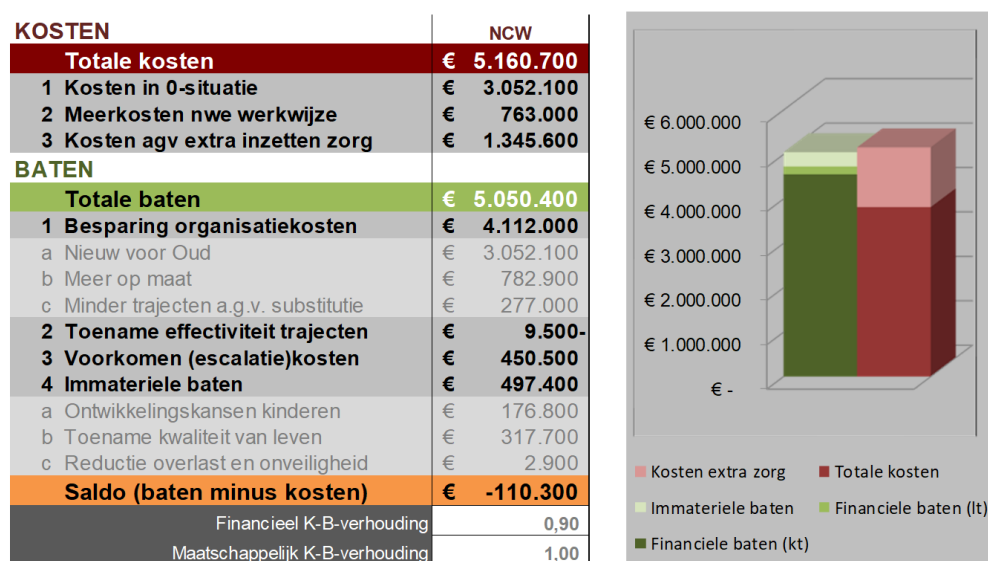 KOSTEN NCW
Totale kosten € 5.160.700
1 Kosten in 0-situatie € 3.052.100
2 Meerkosten nwe werkwijze € 763.000
3 Kosten agv extra inzetten zorg € 1.345.600
BATEN
Totale baten € 5.050.400
1 Besparing organisatiekosten € 4.112.000
a Nieuw voor Oud € 3.052.100
b Meer op maat € 782.900
c Minder trajecten a.g.v. substitutie € 277.000
2 Toename effectiviteit trajecten € 9.500-
3 Voorkomen (escalatie)kosten € 450.500
4 Immateriele baten € 497.400
a Ontwikkelingskansen kinderen € 176.800
b Toename kwaliteit van leven € 317.700
c Reductie overlast en onveiligheid € 2.900
Saldo (baten minus kosten) € -110.300
Financieel K-B-verhouding 0,90
Maatschappelijk K-B-verhouding 1,00
€ 6.000.000
€ 5.000.000
€ 4.000.000
€ 3.000.000
€ 2.000.000
€ 1.000.000
€ -
Kosten extra zorg Totale kosten
Immateriele baten Financiele baten (lt)
Financiele baten (kt)